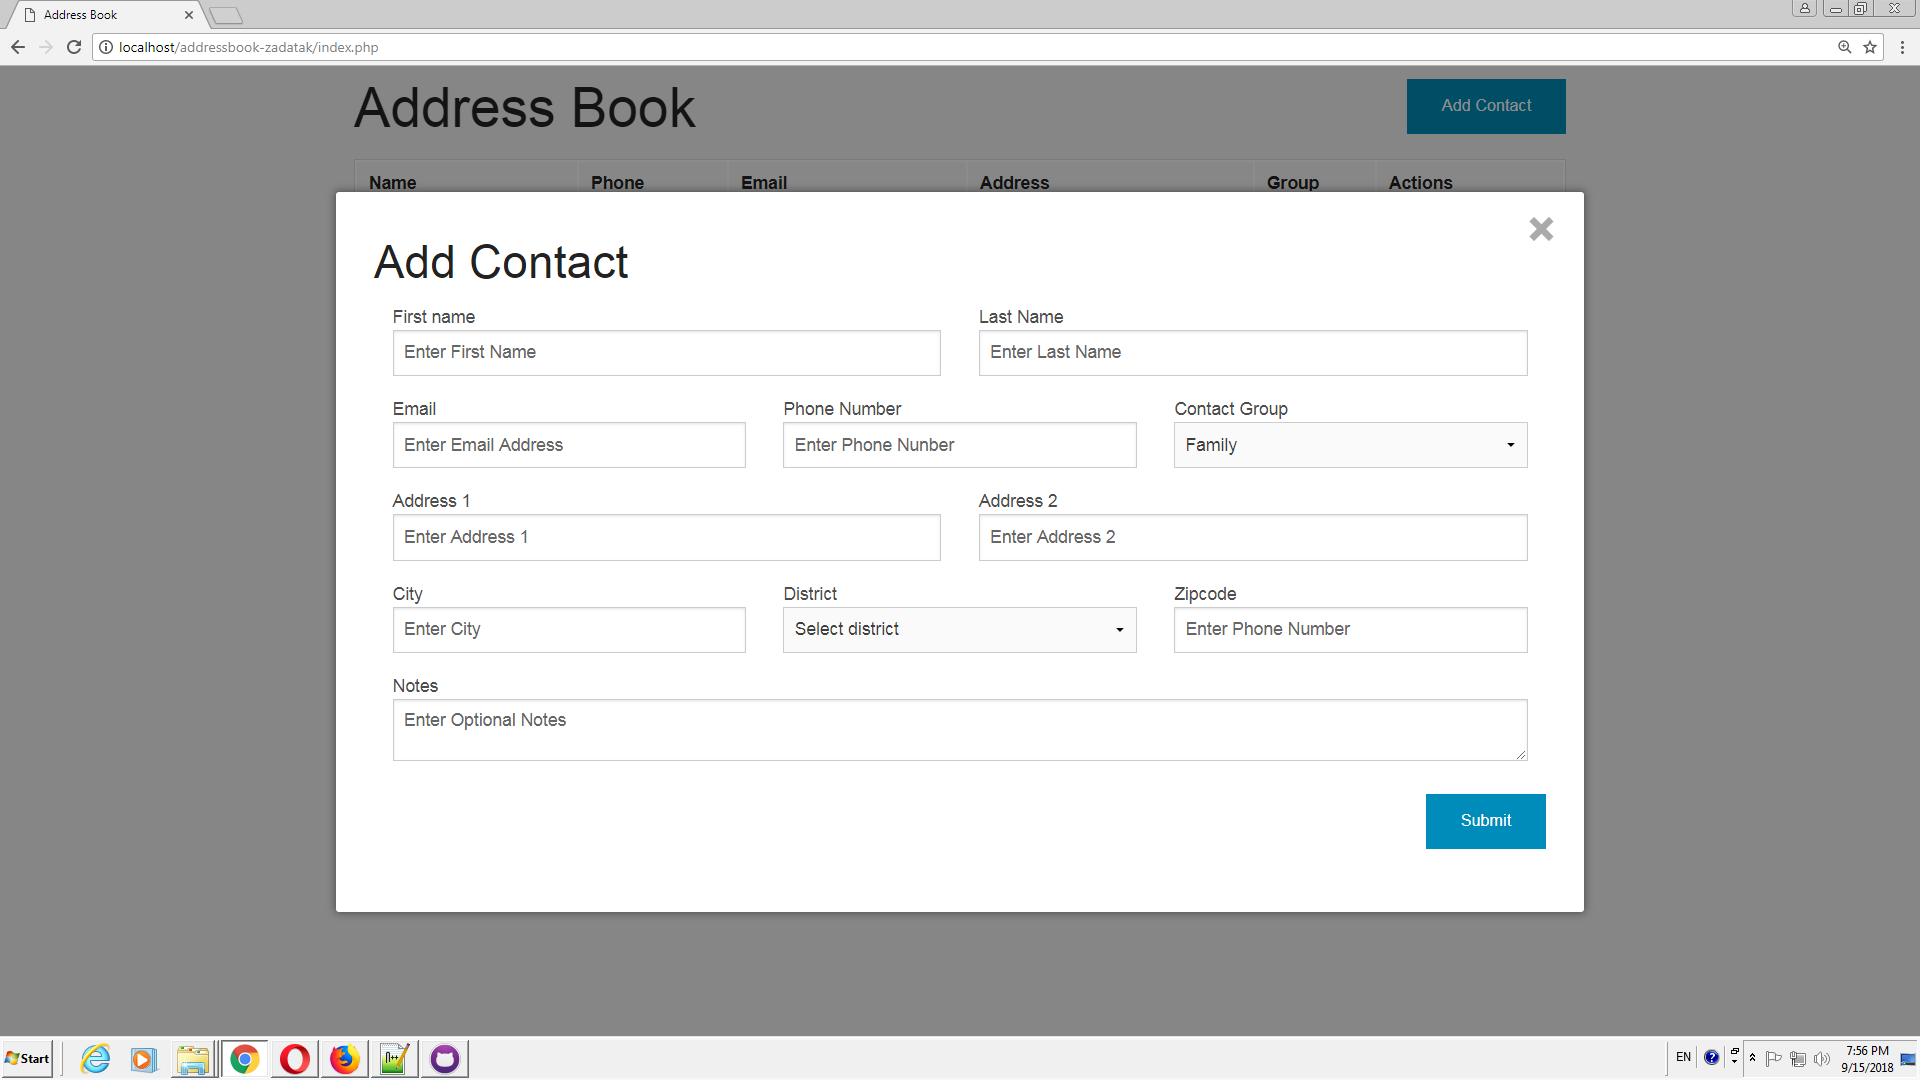 Address Book
localhost/addressbook-zadatak/index.php
Address Book
Add Contact
Name Phone Email Address Group Actions
Add Contact
First name Last Name
Enter First Name Enter Last Name
Email Phone Number Contact Group
Enter Email Address Enter Phone Nunber Family
Address 1 Address 2
Enter Address 1 Enter Address 2
City District Zipcode
Enter City Select district Enter Phone Number
Notes
Enter Optional Notes
Submit
Start EN 7:56 PM
9/15/2018